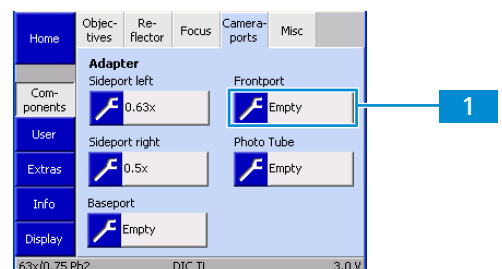 Home
Objec-
tives
Re-
flector
Focus
Camera-
ports
Misc
Com-
ponents
User
Extras
Info
Display
Adapter
Sideport left
Frontport
0.63x
Empty
1
Sideport right
Photo Tube
0.5x
Empty
Baseport
Empty
63x/0.75 Ph2 DIC TL 3.0 V